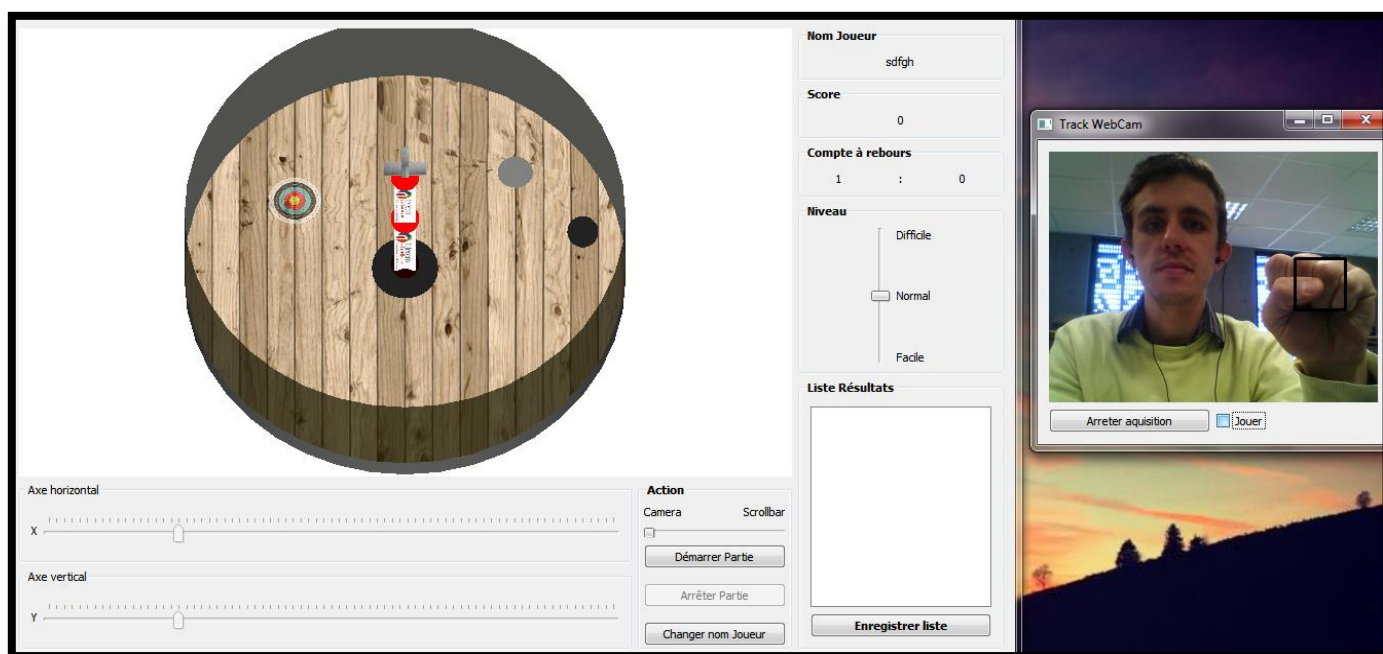 Nom Joueur
sdfgh
Score
0
Compte à rebours
1 : 0
Niveau
Difficile
Normal
Facile
Liste Résultats
Enregistrer liste
Axe horizontal
X
Axe vertical
Y
Action
Camera Scrollbar
Démarrer Partie
Arrêter Partie
Changer nom Joueur
Track WebCam
Arreter aquisition
Jouer